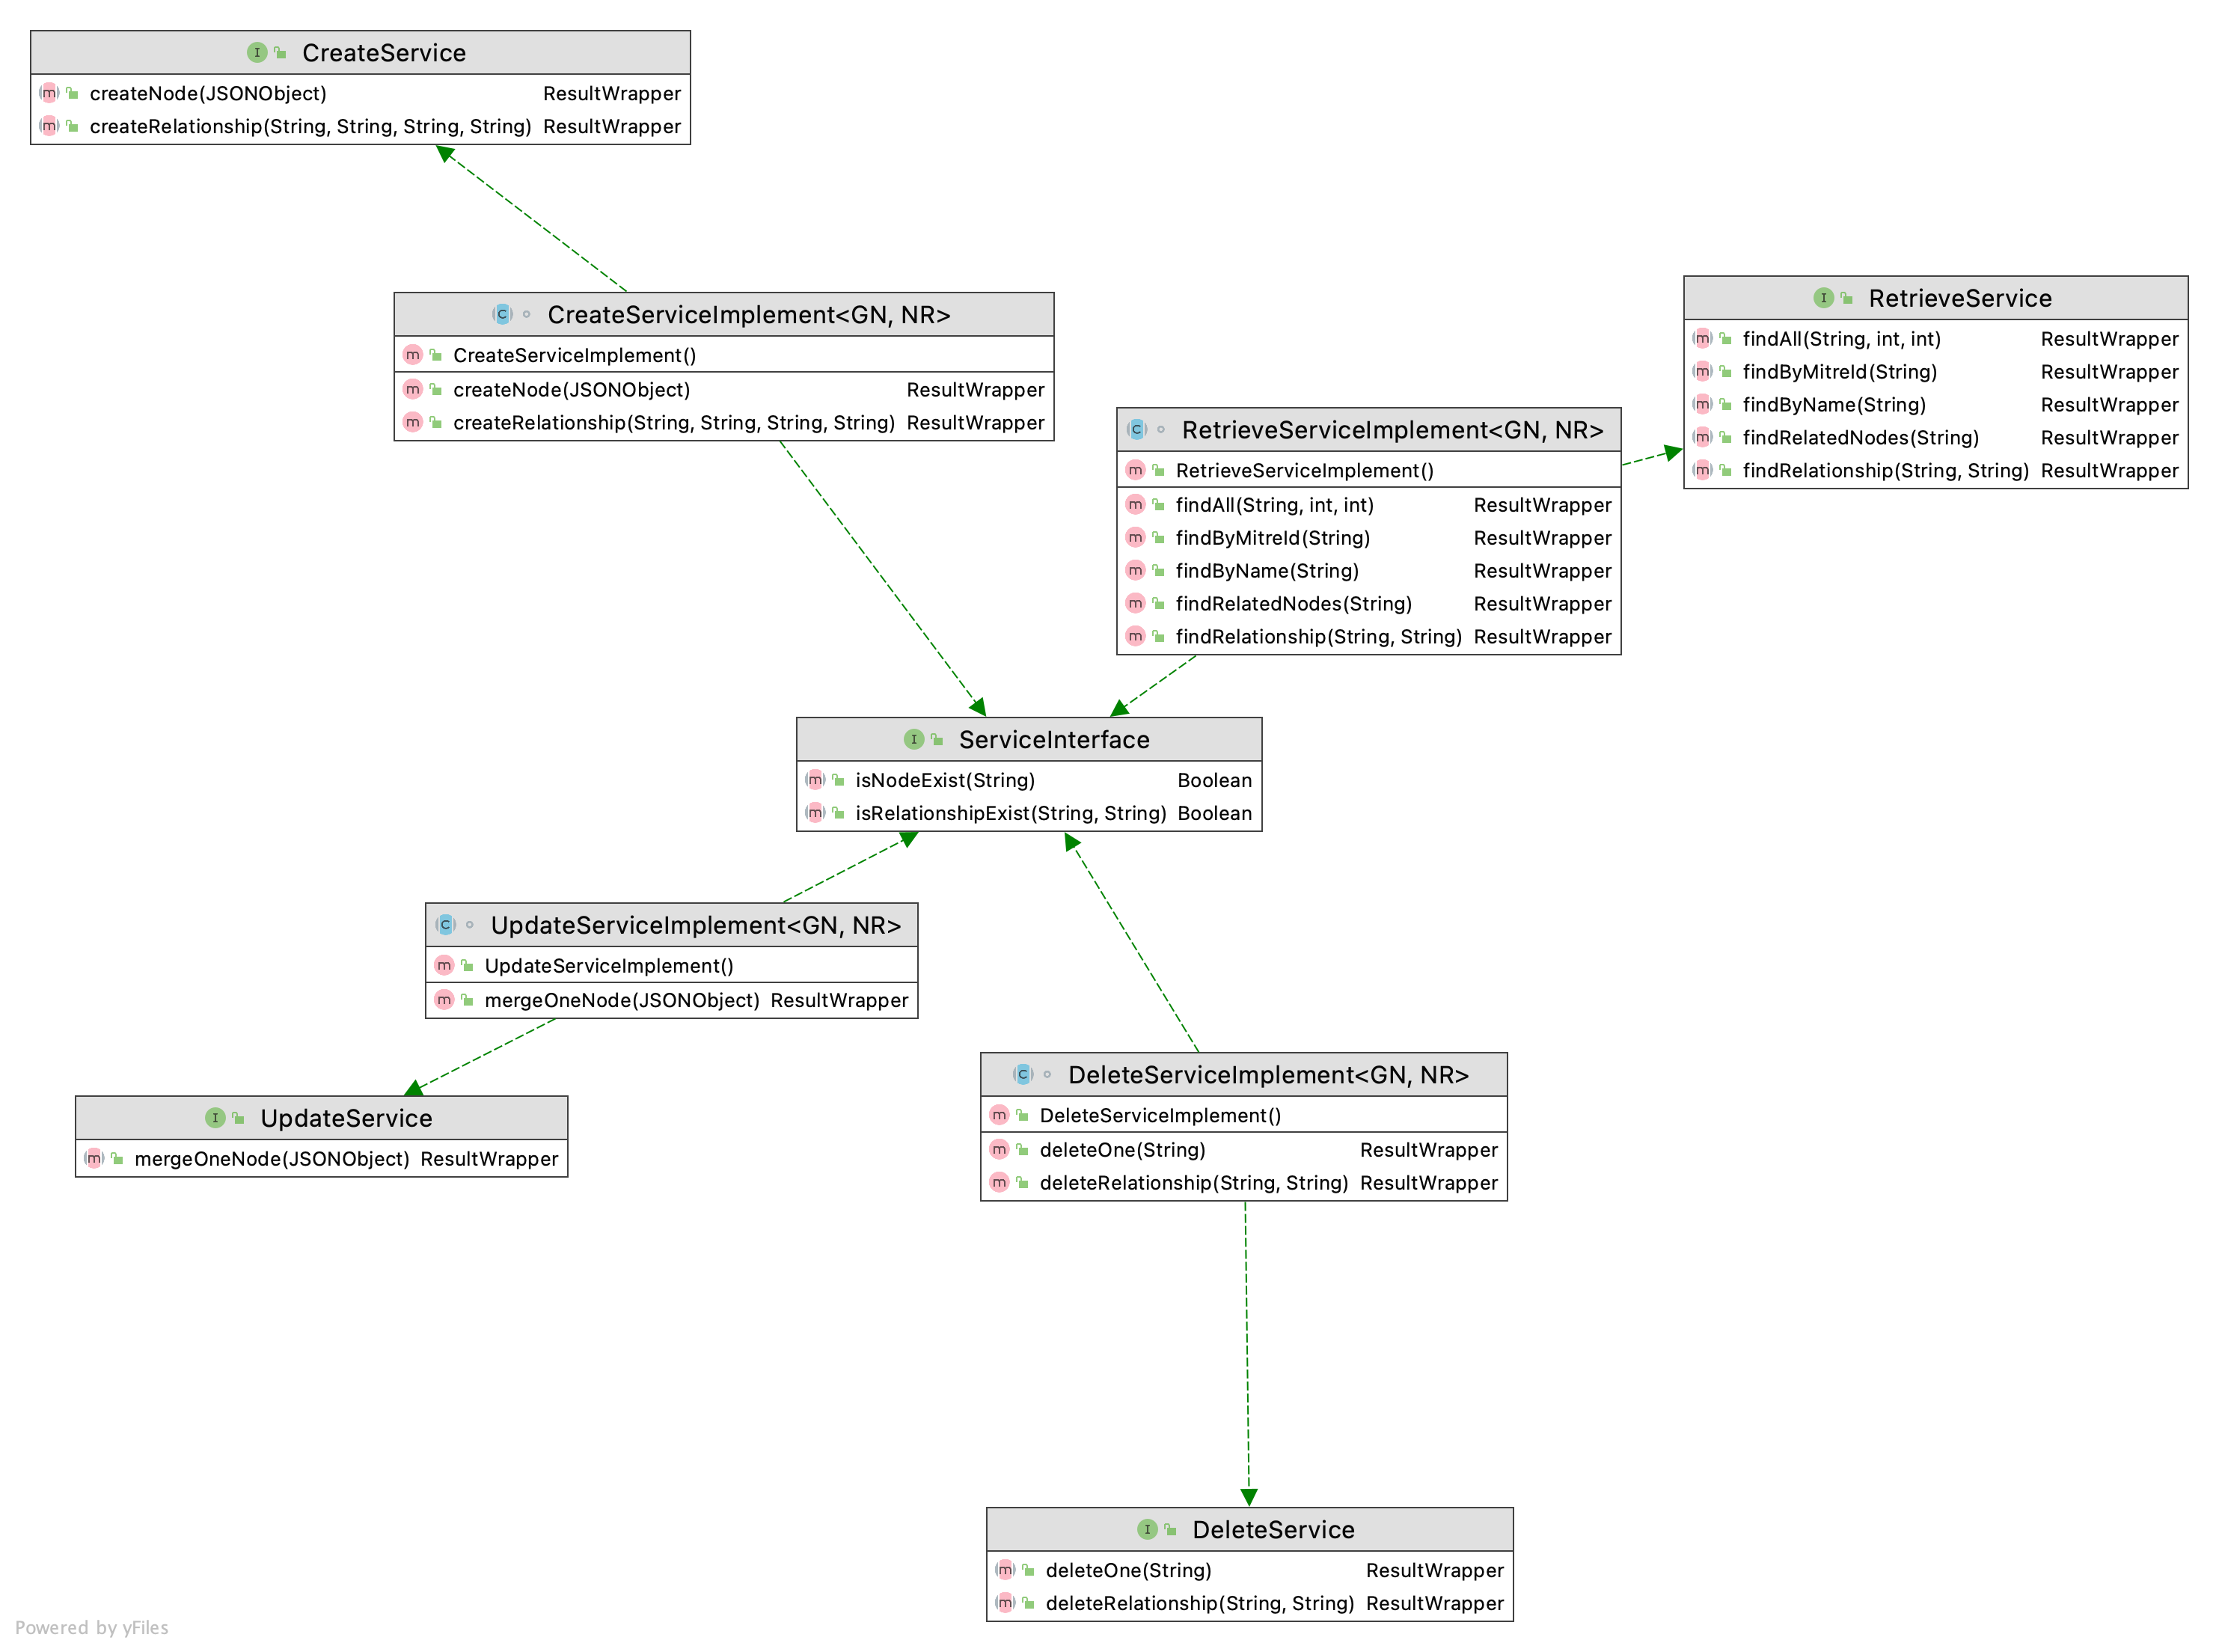 CreateService
createNode(JSONObject) ResultWrapper
createRelationship(String, String, String, String) ResultWrapper
CreateServiceImplement<GN, NR>
CreateServiceImplement()
createNode(JSONObject) ResultWrapper
createRelationship(String, String, String, String) ResultWrapper
RetrieveService
findAll(String, int, int) ResultWrapper
findByMitreId(String) ResultWrapper
findByName(String) ResultWrapper
findRelatedNodes(String) ResultWrapper
findRelationship(String, String) ResultWrapper
RetrieveServiceImplement<GN, NR>
RetrieveServiceImplement()
findAll(String, int, int) ResultWrapper
findByMitreId(String) ResultWrapper
findByName(String) ResultWrapper
findRelatedNodes(String) ResultWrapper
findRelationship(String, String) ResultWrapper
ServiceInterface
isNodeExist(String) Boolean
isRelationshipExist(String, String) Boolean
UpdateServiceImplement<GN, NR>
UpdateServiceImplement()
mergeOneNode(JSONObject) ResultWrapper
UpdateService
mergeOneNode(JSONObject) ResultWrapper
DeleteServiceImplement<GN, NR>
DeleteServiceImplement()
deleteOne(String) ResultWrapper
deleteRelationship(String, String) ResultWrapper
DeleteService
deleteOne(String) ResultWrapper
deleteRelationship(String, String) ResultWrapper
Powered by yFiles